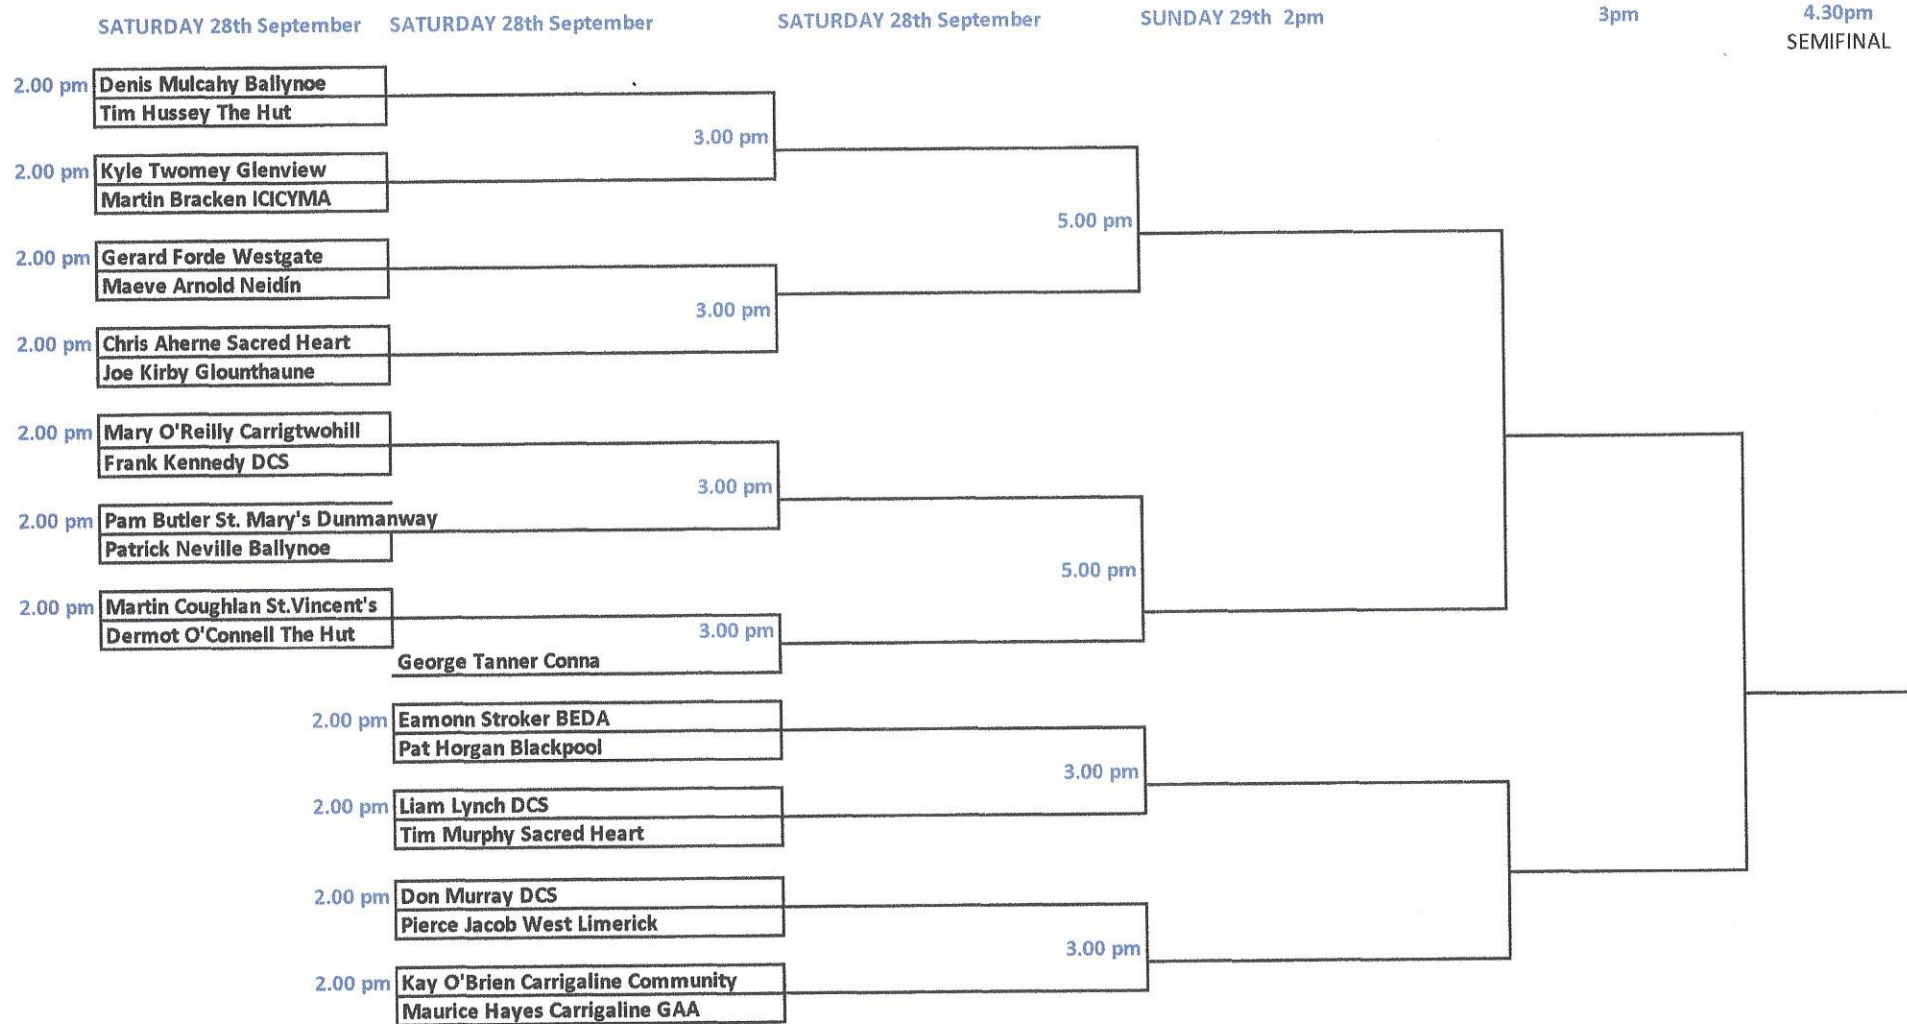 SATURDAY 28th September SATURDAY 28th September SATURDAY 28th September SUNDAY 29th 2pm 3pm 4.30pm
SEMIFINAL
2.00 pm Denis Mulcahy Ballynoe
Tim Hussey The Hut
3.00 pm
2.00 pm Kyle Twomey Glenview
Martin Bracken ICICYMA
5.00 pm
2.00 pm Gerard Forde Westgate
Maeve Arnold Neidín
3.00 pm
2.00 pm Chris Aherne Sacred Heart
Joe Kirby Glounthaune
2.00 pm Mary O'Reilly Carrigtwohill
Frank Kennedy DCS
3.00 pm
2.00 pm Pam Butler St. Mary's Dunmanway
Patrick Neville Ballynoe
5.00 pm
2.00 pm Martin Coughlan St.Vincent's
Dermot O'Connell The Hut 3.00 pm
George Tanner Conna
2.00 pm Eamonn Stroker BEDA
Pat Horgan Blackpool
3.00 pm
2.00 pm Liam Lynch DCS
Tim Murphy Sacred Heart
2.00 pm Don Murray DCS
Pierce Jacob West Limerick
3.00 pm
2.00 pm Kay O'Brien Carrigaline Community
Maurice Hayes Carrigaline GAA